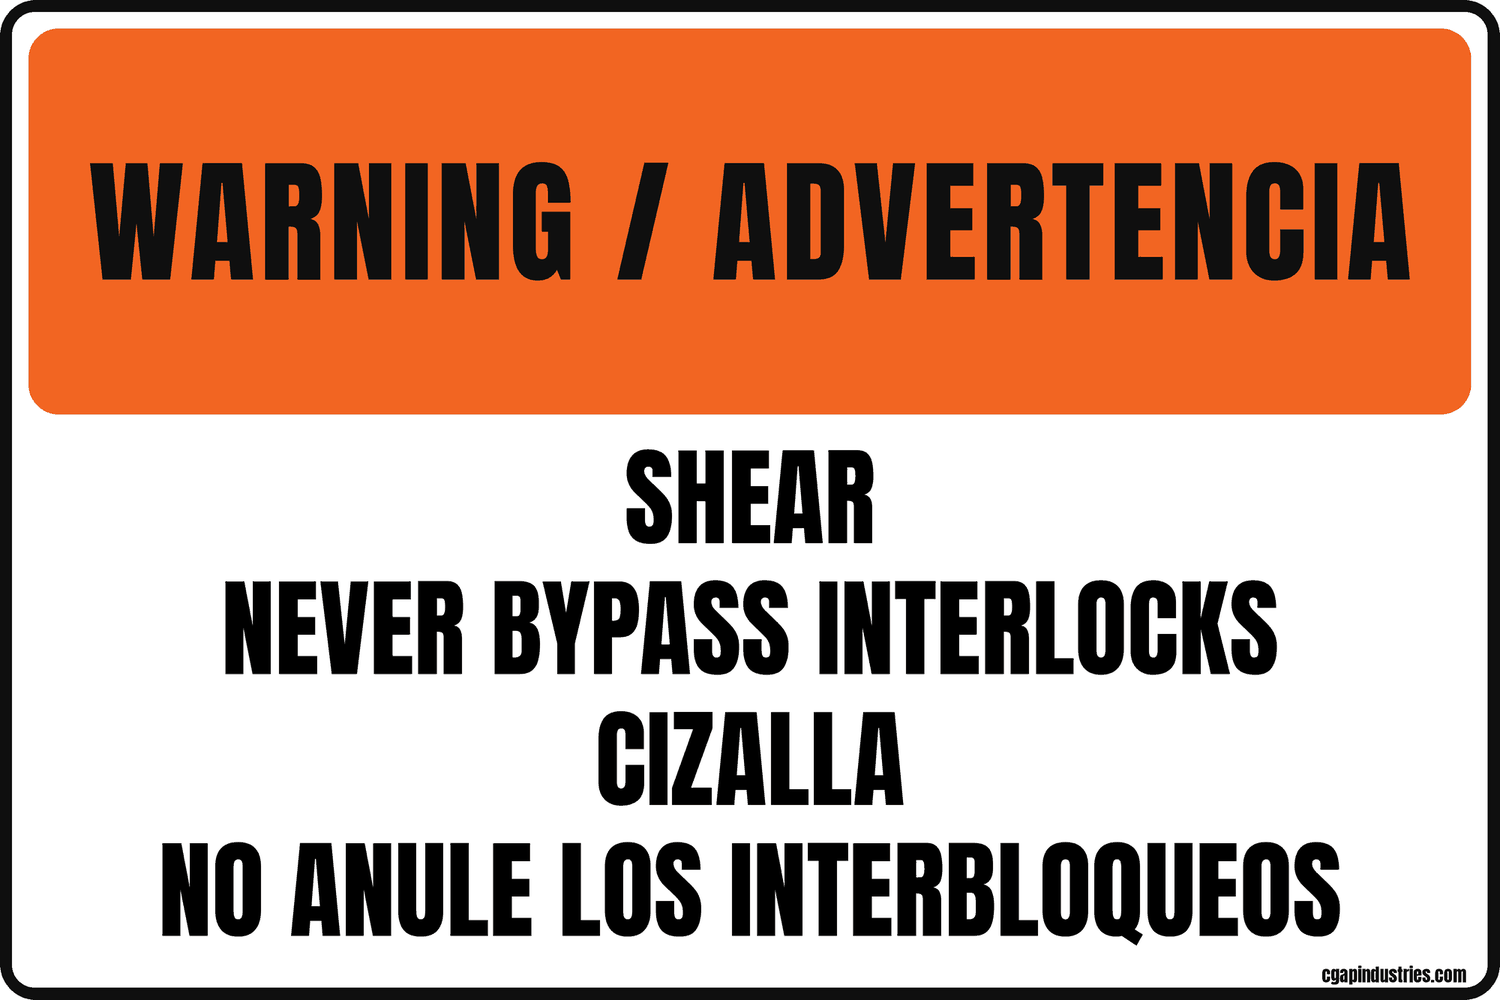 WARNING / ADVERTENCIA
SHEAR
NEVER BYPASS INTERLOCKS
CIZALLA
NO ANULE LOS INTERBLOQUEOS
cgapindustries.com